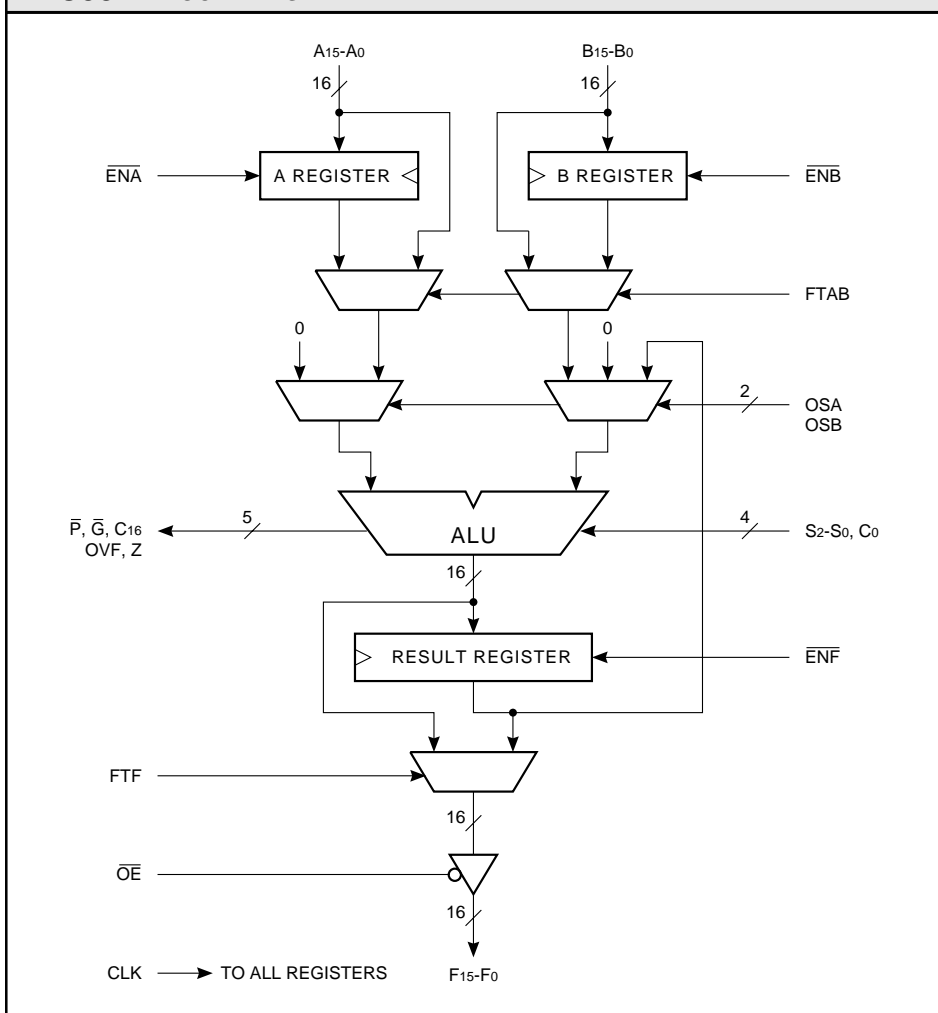 A15-A0
B15-B0
16
16
ENA
A REGISTER
B REGISTER
ENB
FTAB
0
0
2
OSA
OSB
P, G, C16
OVF, Z
5
ALU
4
S2-S0, C0
16
RESULT REGISTER
ENF
FTF
16
OE
16
CLK
TO ALL REGISTERS
F15-F0